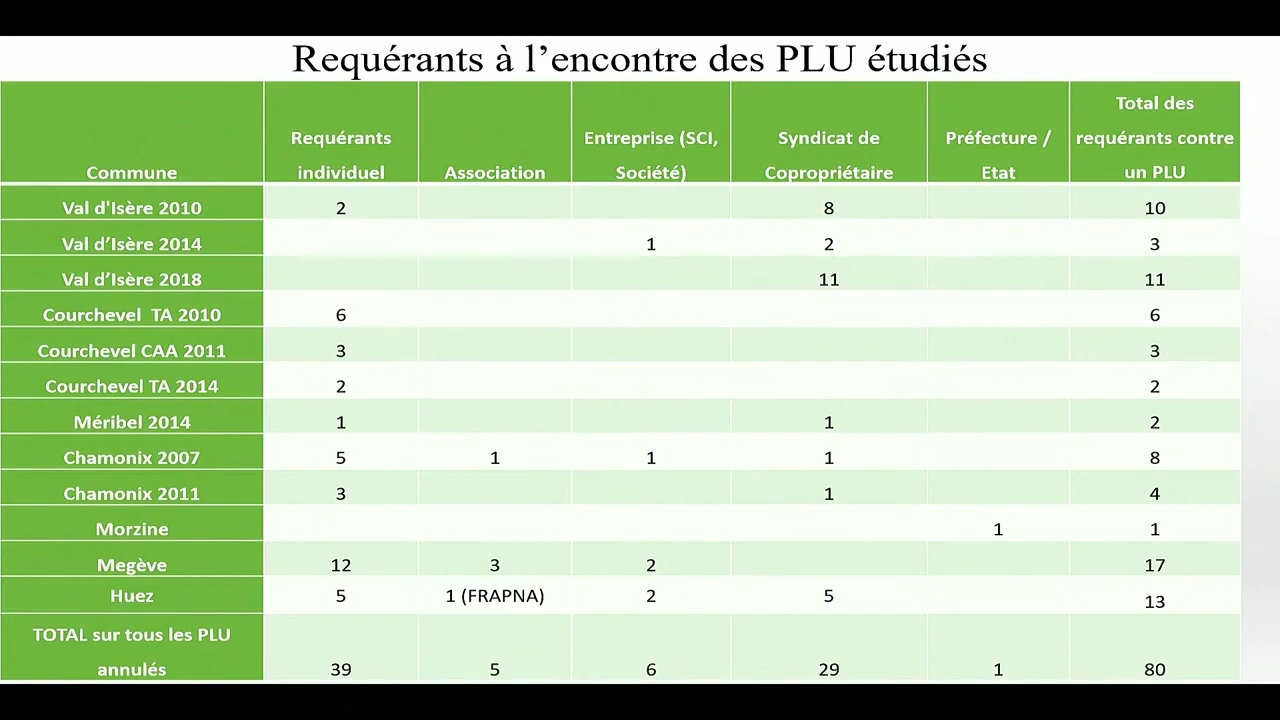 Requérants à l’encontre des PLU étudiés
Commune Requérants individuel Association Entreprise (SCI, Société) Syndicat de Copropriétaire Préfecture / Etat Total des requérants contre un PLU
Val d'Isère 2010 2 8 10
Val d’Isère 2014 1 2 3
Val d’Isère 2018 11 11
Courchevel TA 2010 6 6
Courchevel CAA 2011 3 3
Courchevel TA 2014 2 2
Méribel 2014 1 1 2
Chamonix 2007 5 1 1 1 8
Chamonix 2011 3 1 4
Morzine 1 1
Megève 12 3 2 17
Huez 5 1 (FRAPNA) 2 5 13
TOTAL sur tous les PLU annulés 39 5 6 29 1 80